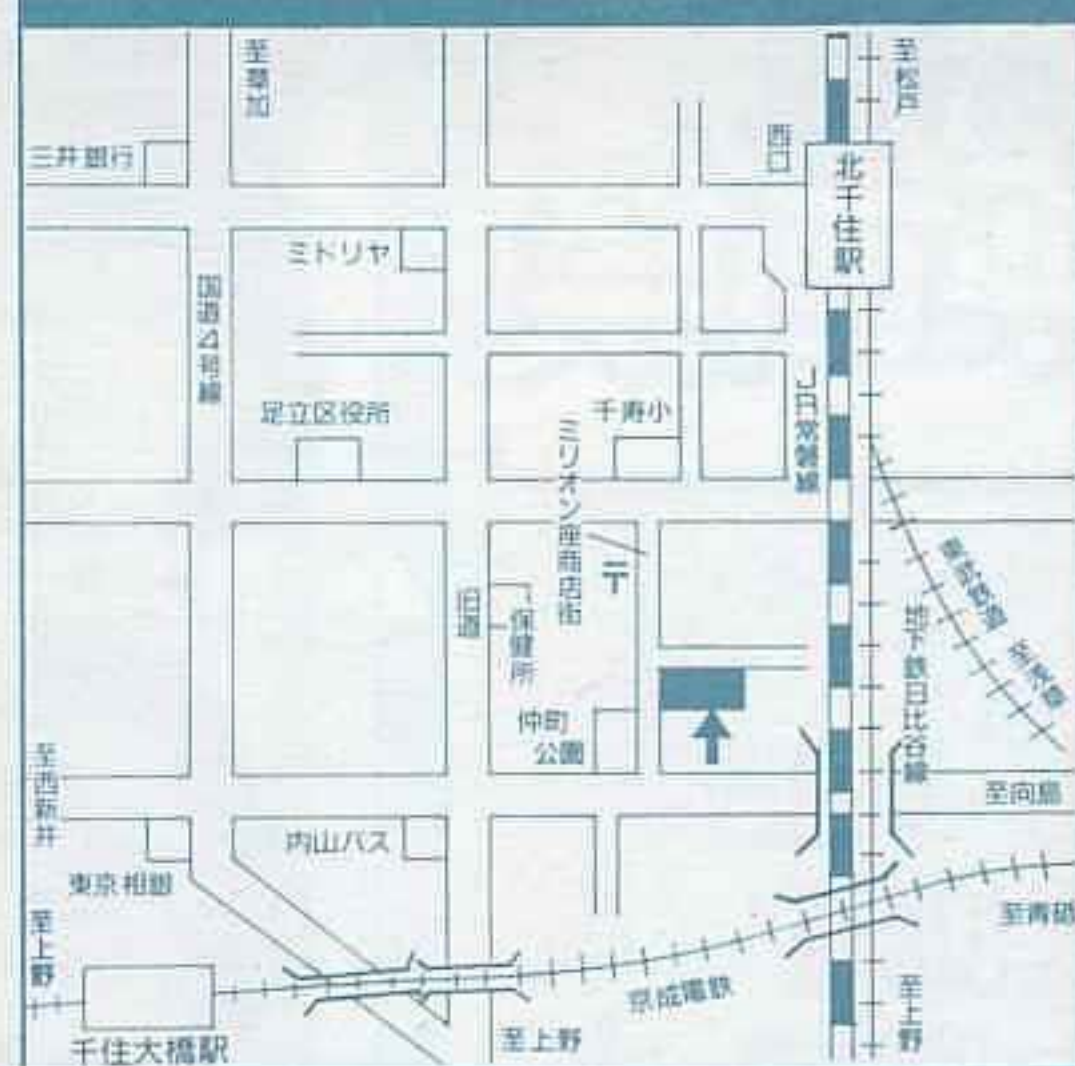 至草加
至松戸
西口
三井銀行
北千住駅
ミドリヤ
国道4号線
足立区役所
千寿小
ミリオン座商店街
JR常磐線
〒
旧道
保健所
地下鉄日比谷線
仲町
公園
至西新井
至向島
内山バス
東京相銀
至上野
至青砥
京成電鉄
至上野
至上野
千住大橋駅